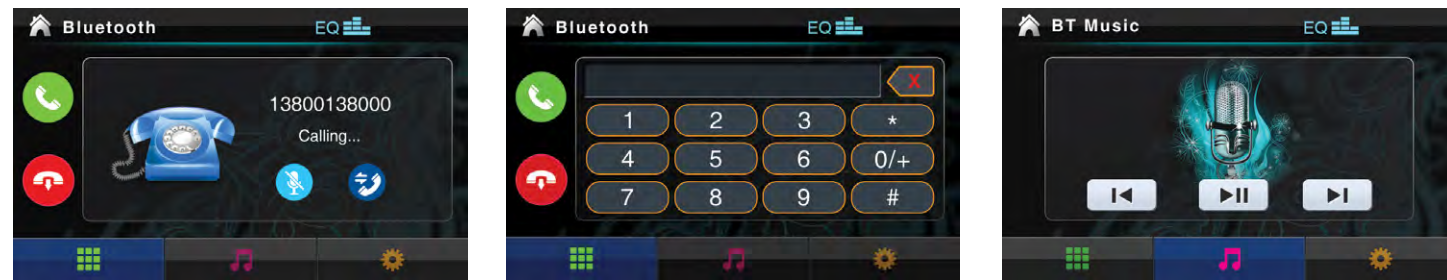 Bluetooth EQ
13800138000
Calling...
Bluetooth EQ
X
1 2 3 *
4 5 6 0/+
7 8 9 #
BT Music EQ